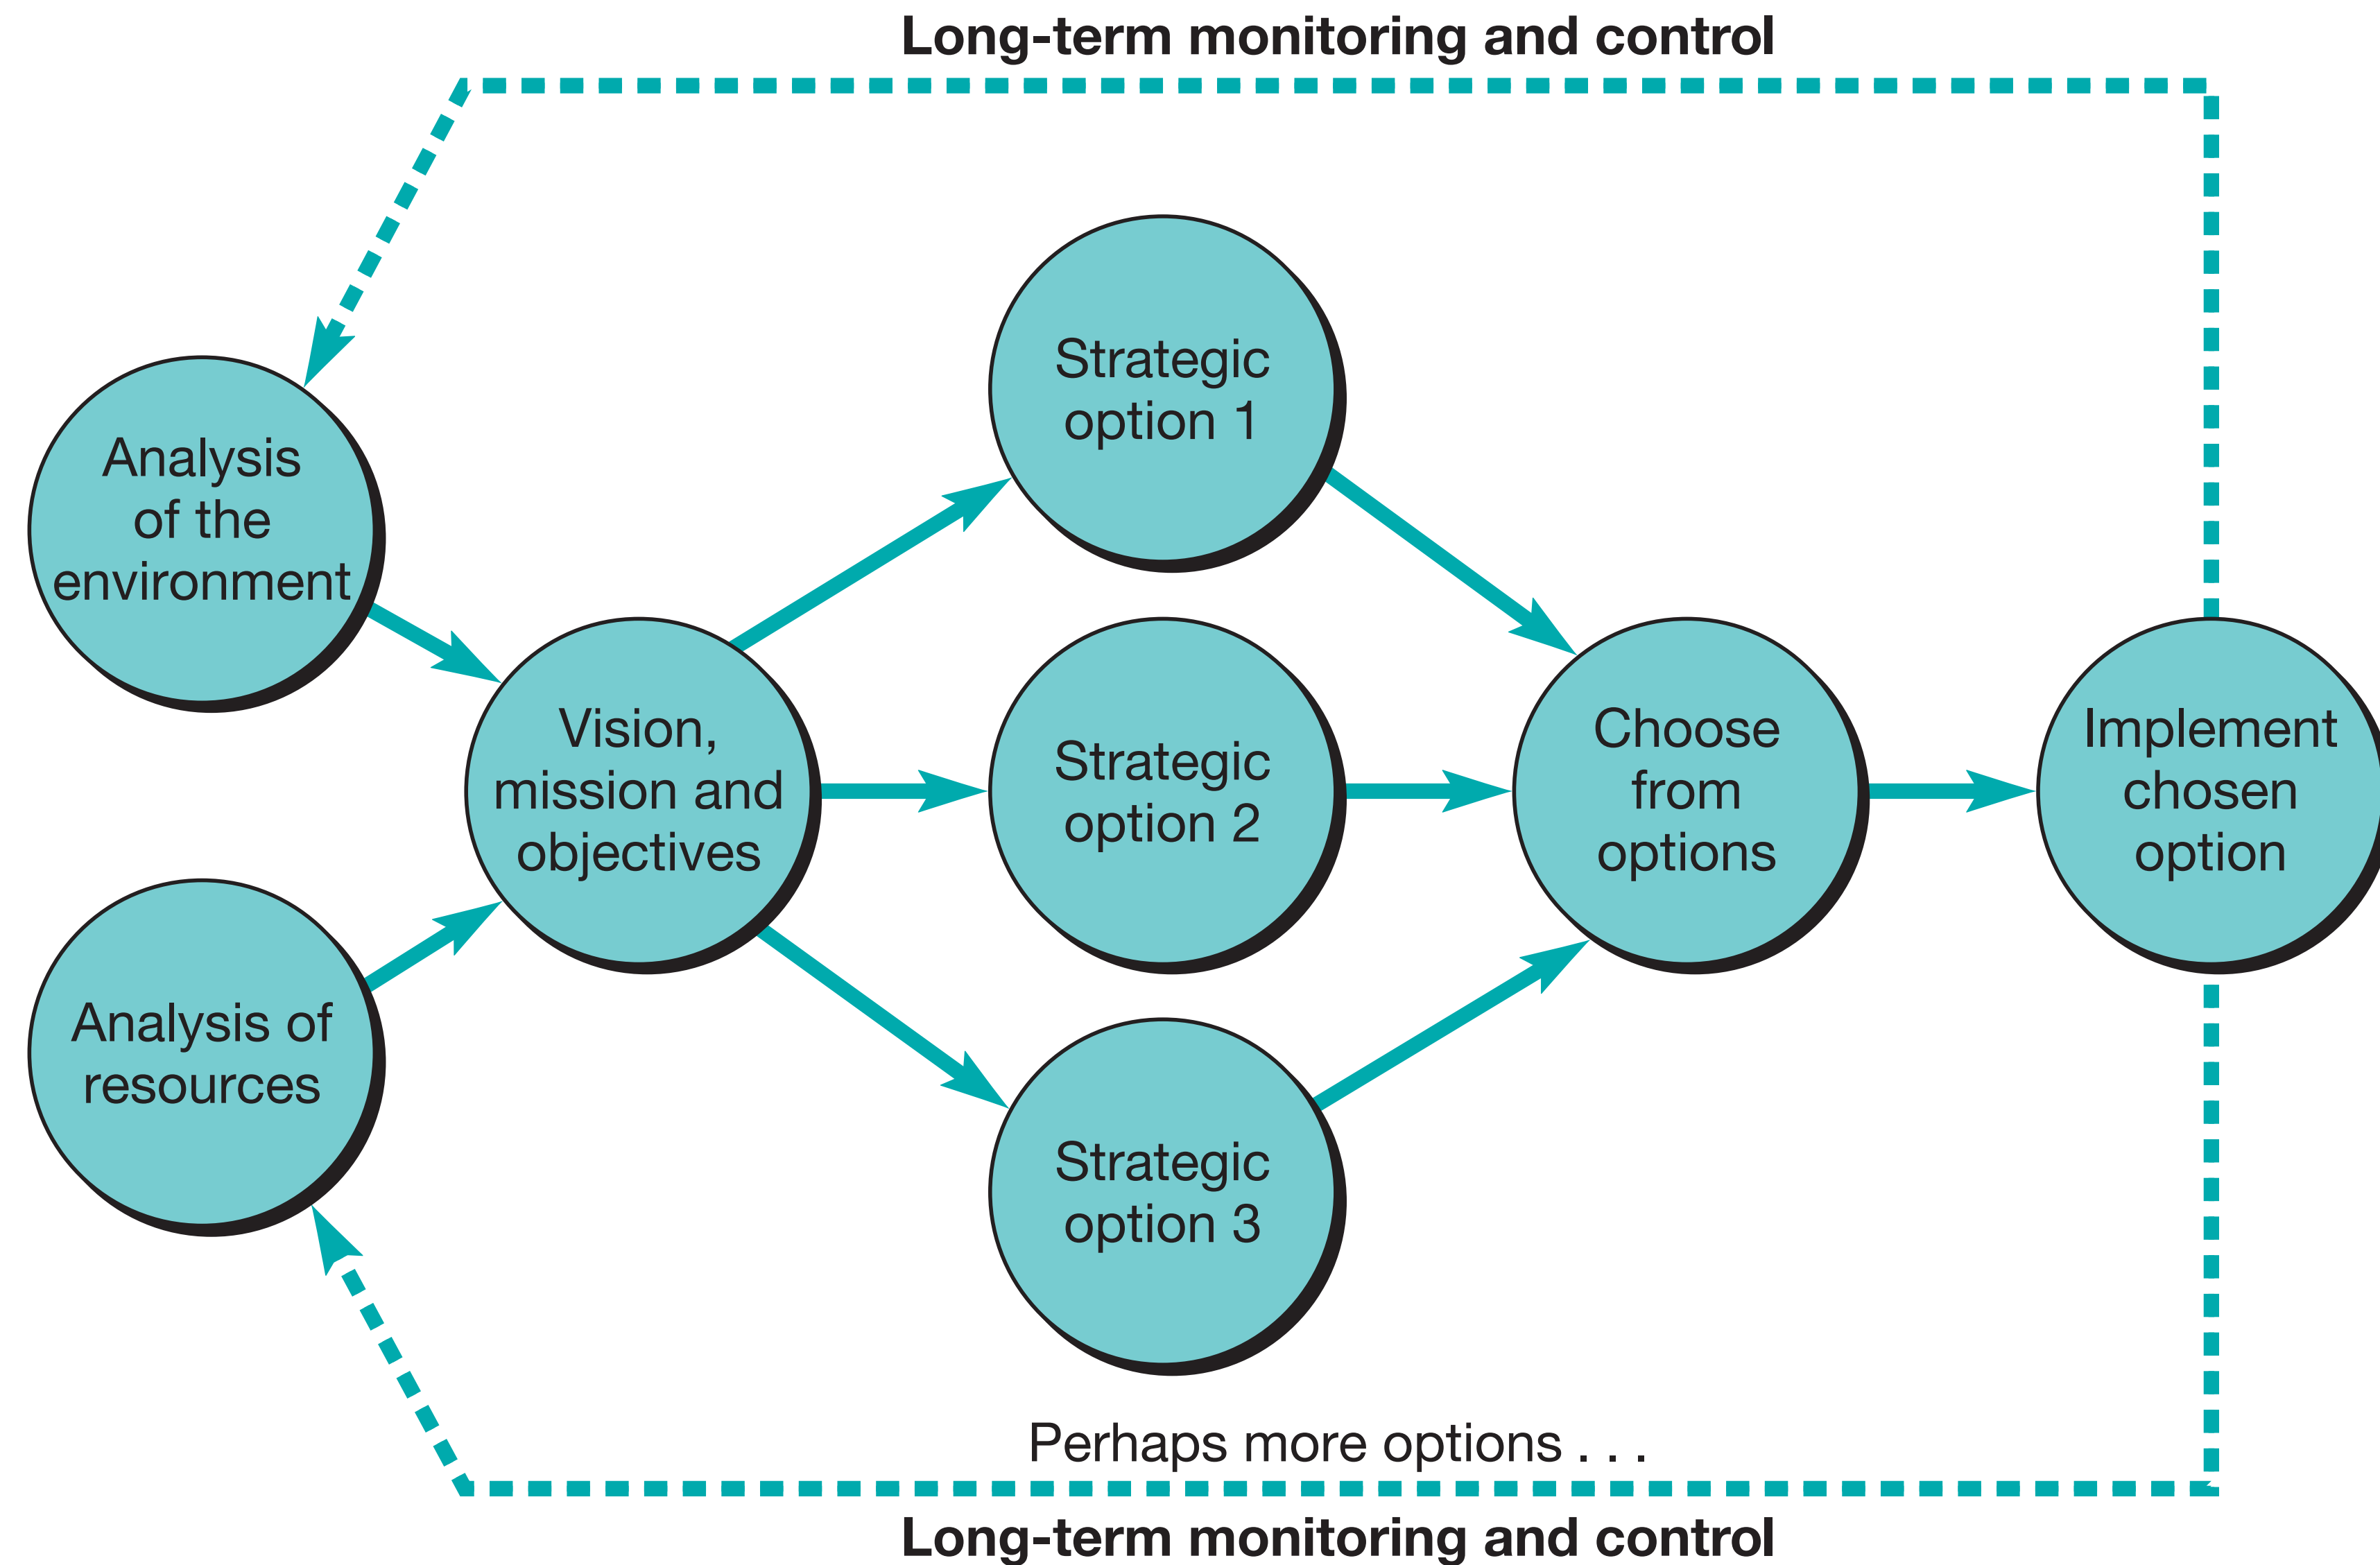 Long-term monitoring and control
Analysis
of the
environment
Analysis of
resources
Vision,
mission and
objectives
Strategic
option 1
Strategic
option 2
Strategic
option 3
Choose
from
options
Implement
chosen
option
Perhaps more options . . .
Long-term monitoring and control